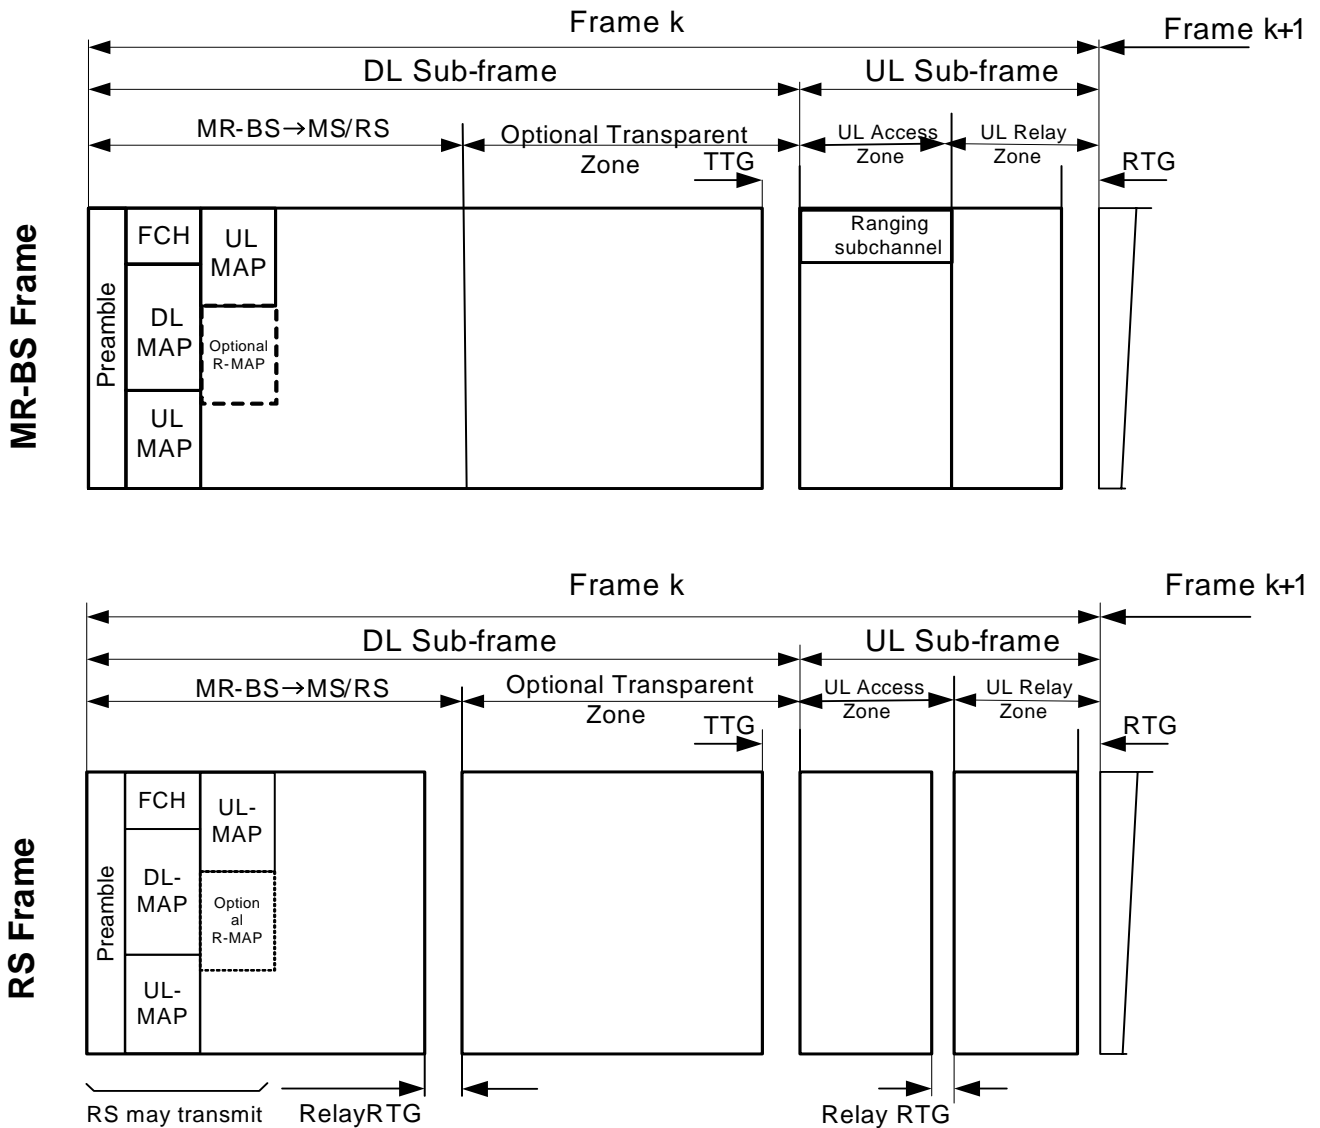 Frame k
Frame k+1
DL Sub-frame
UL Sub-frame
MR-BS→MS/RS
Optional Transparent
Zone
UL Access
Zone
UL Relay
Zone
TTG
RTG
MR-BS Frame
Preamble
FCH
DL
MAP
UL
MAP
UL
MAP
Optional
R-MAP
Ranging
subchannel
Frame k
Frame k+1
DL Sub-frame
UL Sub-frame
MR-BS→MS/RS
Optional Transparent
Zone
UL Access
Zone
UL Relay
Zone
TTG
RTG
RS Frame
Preamble
FCH
DL-
MAP
UL-
MAP
UL-
MAP
Option
al
R-MAP
RS may transmit
RelayRTG
Relay RTG